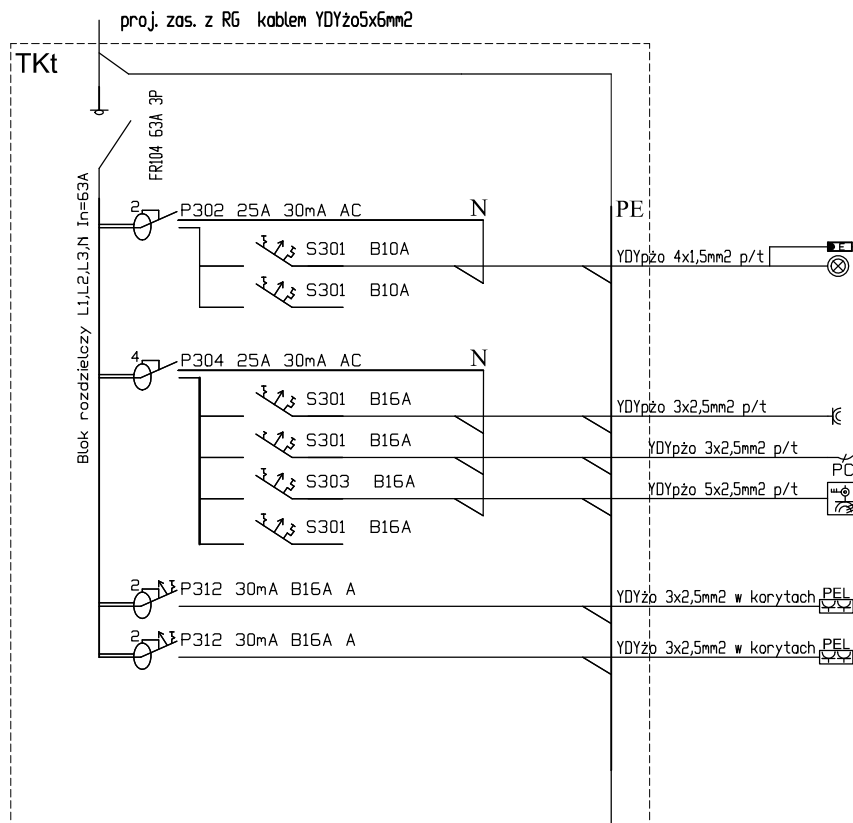 proj. zas. z RG kablem YDYżo5x6mm2
TKt
FR104 63A 3P
Blok rozdzielczy L1,L2,L3,N In=63A
2
P302 25A 30mA AC
N
PE
S301 B10A
YDYpżo 4x1,5mm2 p/t
E
S301 B10A
4
P304 25A 30mA AC
N
S301 B16A
YDYpżo 3x2,5mm2 p/t
S301 B16A
YDYpżo 3x2,5mm2 p/t
PC
S303 B16A
YDYpżo 5x2,5mm2 p/t
S301 B16A
2
P312 30mA B16A A
YDYżo 3x2,5mm2 w korytach
PEL
2
P312 30mA B16A A
YDYżo 3x2,5mm2 w korytach
PEL